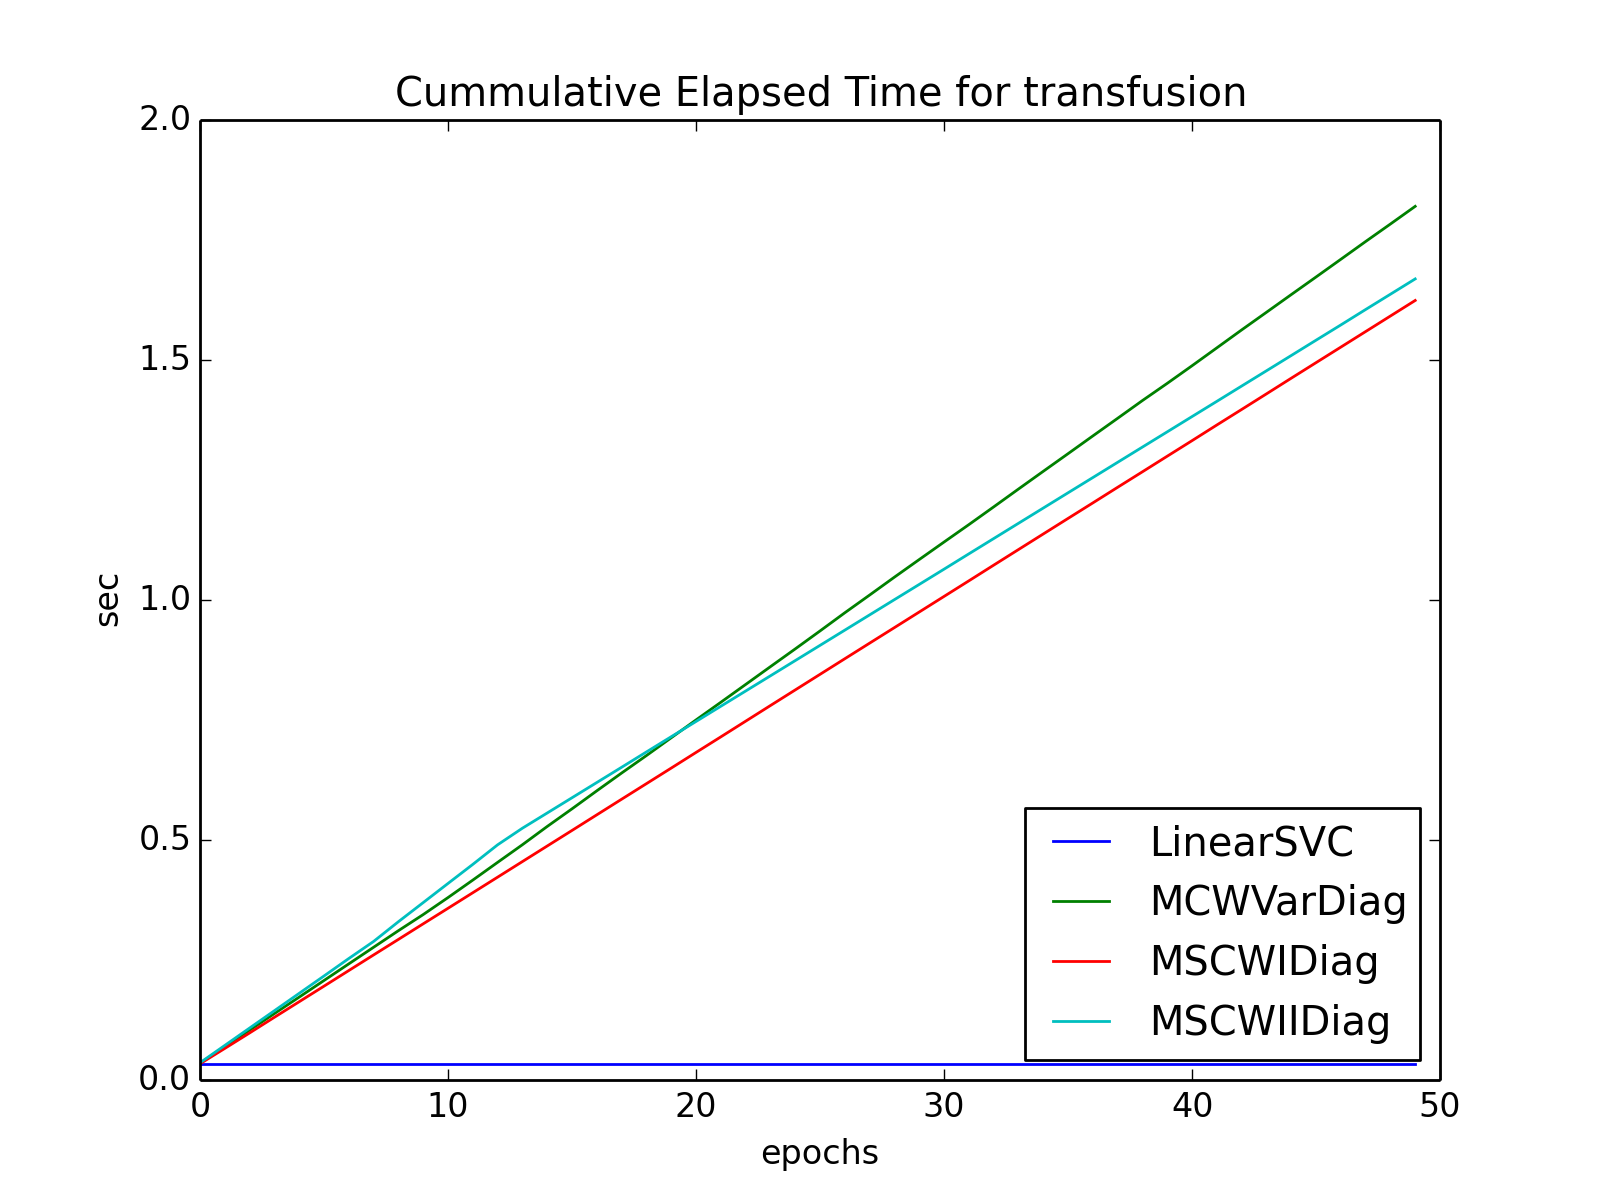 Cummulative Elapsed Time for transfusion
2.0
1.5
1.0
0.5
0.0
sec
0 10 20 30 40 50
epochs
LinearSVC
MCWVarDiag
MSCWIDiag
MSCWIIDiag